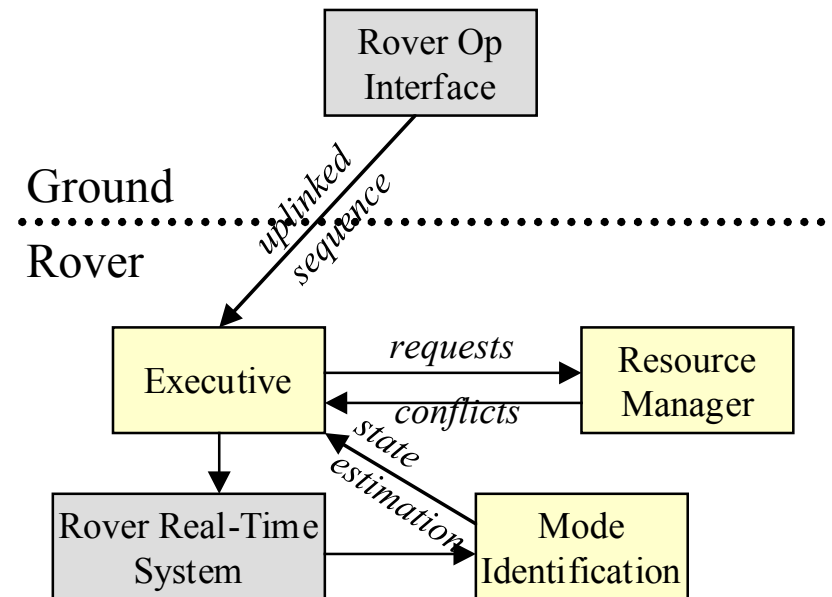 Rover Op
Interface
uplinked
sequence
Ground
Rover
Executive
requests
conflicts
Resource
Manager
state
estimation
Rover Real-Time
System
Mode
Identification